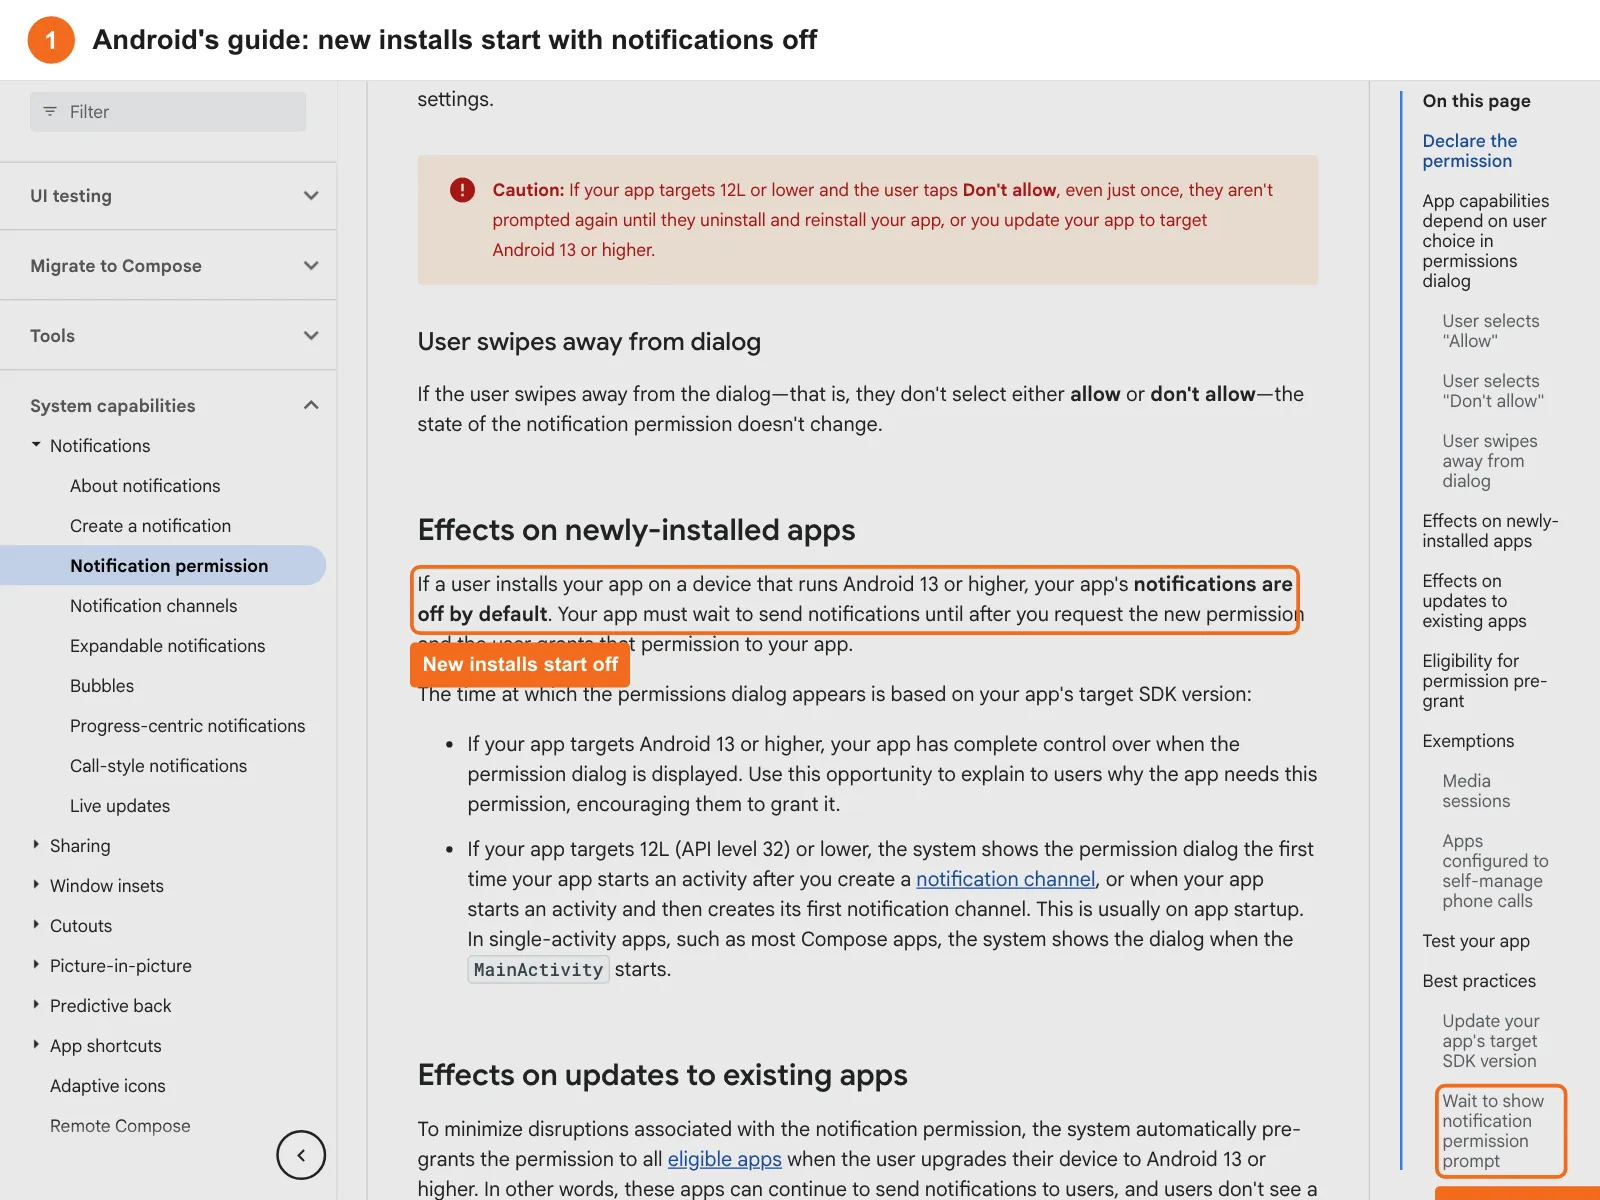 1
Android's guide: new installs start with notifications off
Filter
UI testing
Migrate to Compose
Tools
System capabilities
Notifications
About notifications
Create a notification
Notification permission
Notification channels
Expandable notifications
Bubbles
Progress-centric notifications
Call-style notifications
Live updates
Sharing
Window insets
Cutouts
Picture-in-picture
Predictive back
App shortcuts
Adaptive icons
Remote Compose
settings.
Caution: If your app targets 12L or lower and the user taps Don't allow, even just once, they aren't
prompted again until they uninstall and reinstall your app, or you update your app to target
Android 13 or higher.
User swipes away from dialog
If the user swipes away from the dialog—that is, they don't select either allow or don't allow—the
state of the notification permission doesn't change.
Effects on newly-installed apps
If a user installs your app on a device that runs Android 13 or higher, your app's notifications are
off by default. Your app must wait to send notifications until after you request the new permission
and the user grants that permission to your app.
New installs start off
The time at which the permissions dialog appears is based on your app's target SDK version:
• If your app targets Android 13 or higher, your app has complete control over when the
permission dialog is displayed. Use this opportunity to explain to users why the app needs this
permission, encouraging them to grant it.
• If your app targets 12L (API level 32) or lower, the system shows the permission dialog the first
time your app starts an activity after you create a notification channel, or when your app
starts an activity and then creates its first notification channel. This is usually on app startup.
In single-activity apps, such as most Compose apps, the system shows the dialog when the
MainActivity starts.
Effects on updates to existing apps
To minimize disruptions associated with the notification permission, the system automatically pre-
grants the permission to all eligible apps when the user upgrades their device to Android 13 or
higher. In other words, these apps can continue to send notifications to users, and users don't see a
On this page
Declare the
permission
App capabilities
depend on user
choice in
permissions
dialog
User selects
"Allow"
User selects
"Don't allow"
User swipes
away from
dialog
Effects on newly-
installed apps
Effects on
updates to
existing apps
Eligibility for
permission pre-
grant
Exemptions
Media
sessions
Apps
configured to
self-manage
phone calls
Test your app
Best practices
Update your
app's target
SDK version
Wait to show
notification
permission
prompt